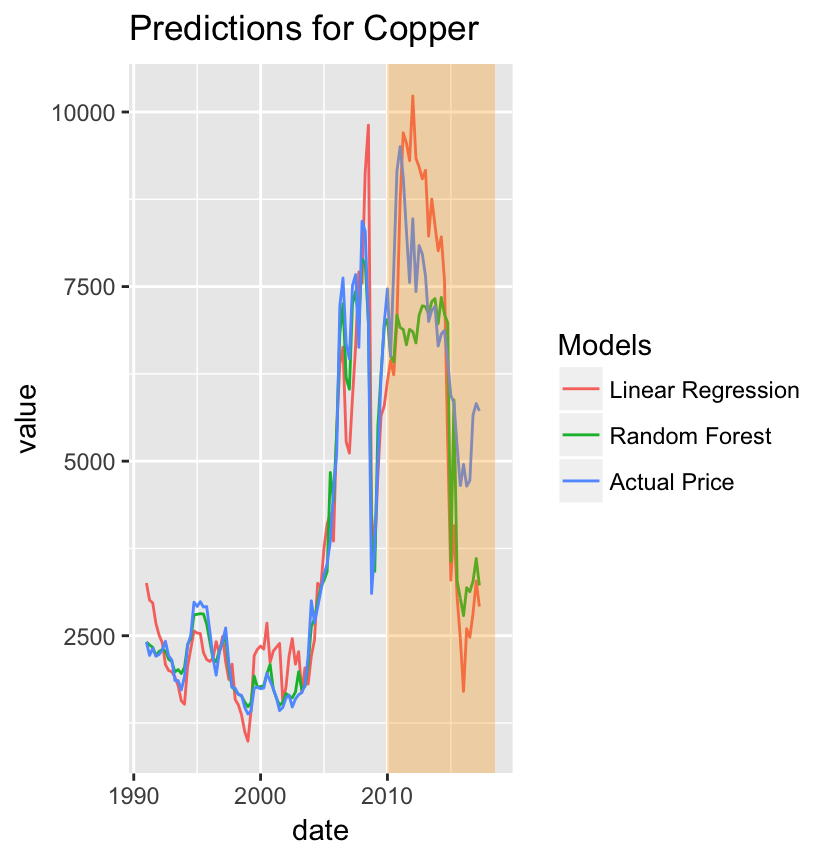 Predictions for Copper
10000
7500
5000
2500
value
1990 2000 2010
date
Models
Linear Regression
Random Forest
Actual Price